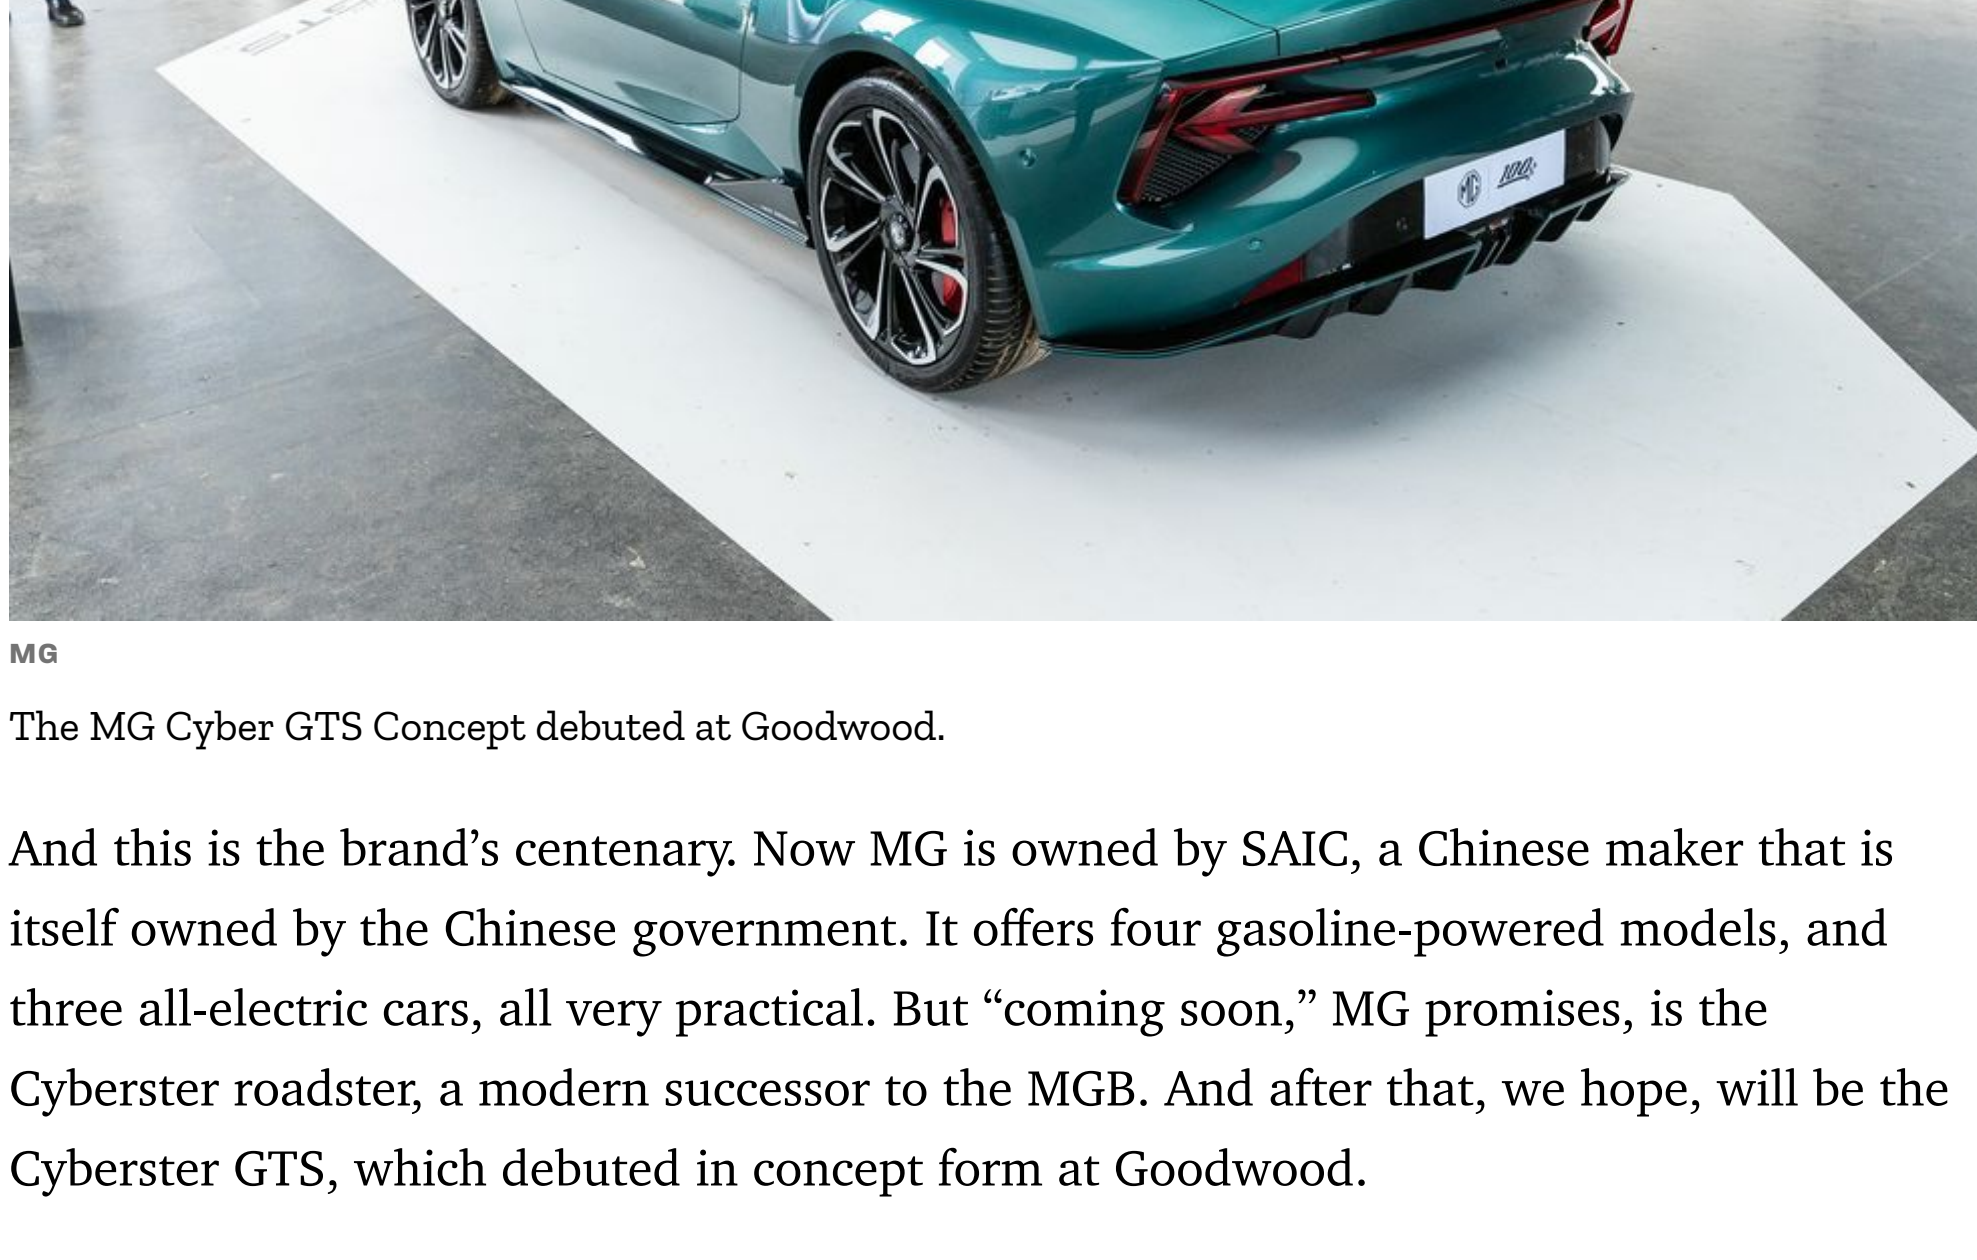 MG 100
MG
The MG Cyber GTS Concept debuted at Goodwood.
And this is the brand’s centenary. Now MG is owned by SAIC, a Chinese maker that is
itself owned by the Chinese government. It offers four gasoline-powered models, and
three all-electric cars, all very practical. But “coming soon,” MG promises, is the
Cyberster roadster, a modern successor to the MGB. And after that, we hope, will be the
Cyberster GTS, which debuted in concept form at Goodwood.